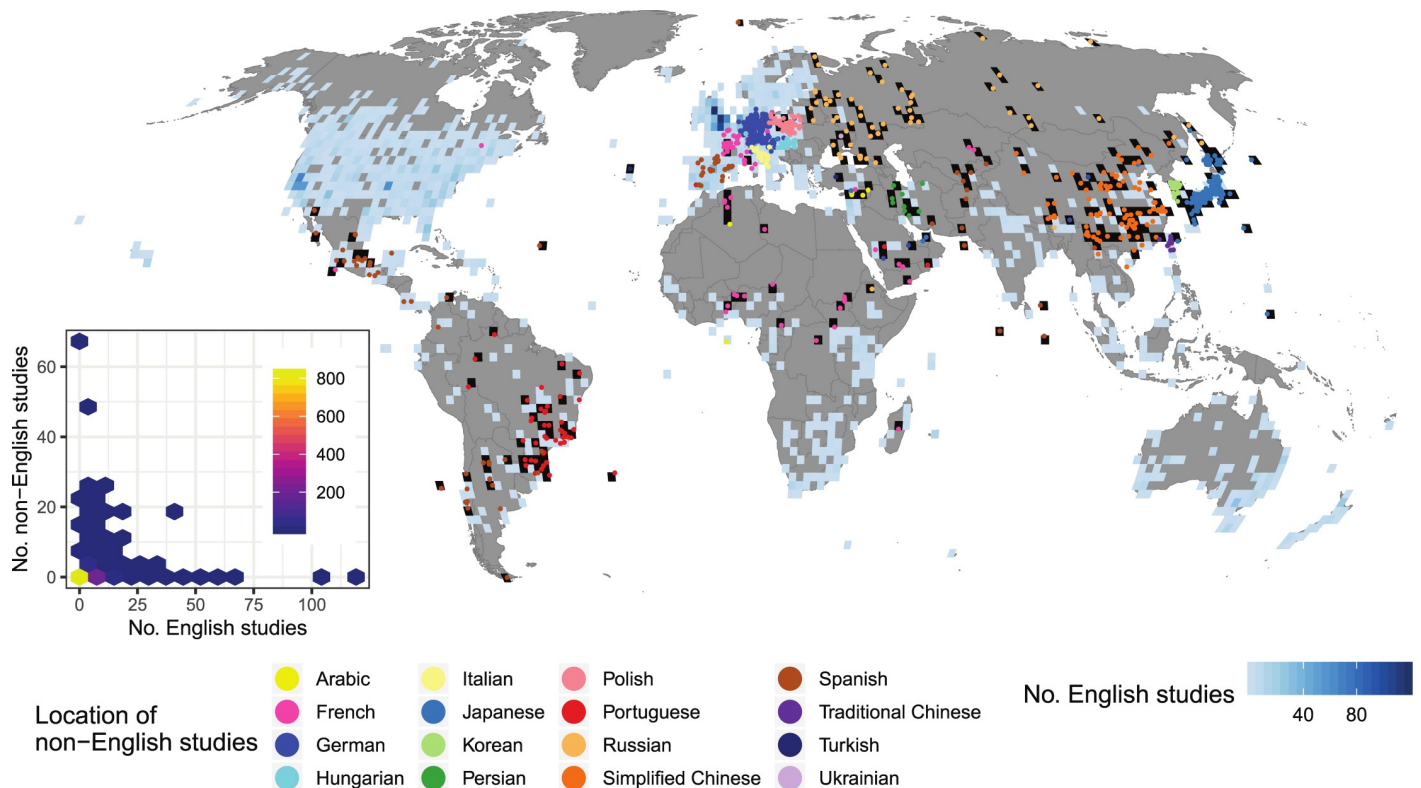 No. non−English studies
60
40
20
0
800
600
400
200
0
25
50
75
100
No. English studies
Location of
non−English studies
Arabic
French
German
Hungarian
Italian
Japanese
Korean
Persian
Polish
Portuguese
Russian
Simplified Chinese
Spanish
Traditional Chinese
Turkish
Ukrainian
No. English studies
40
80